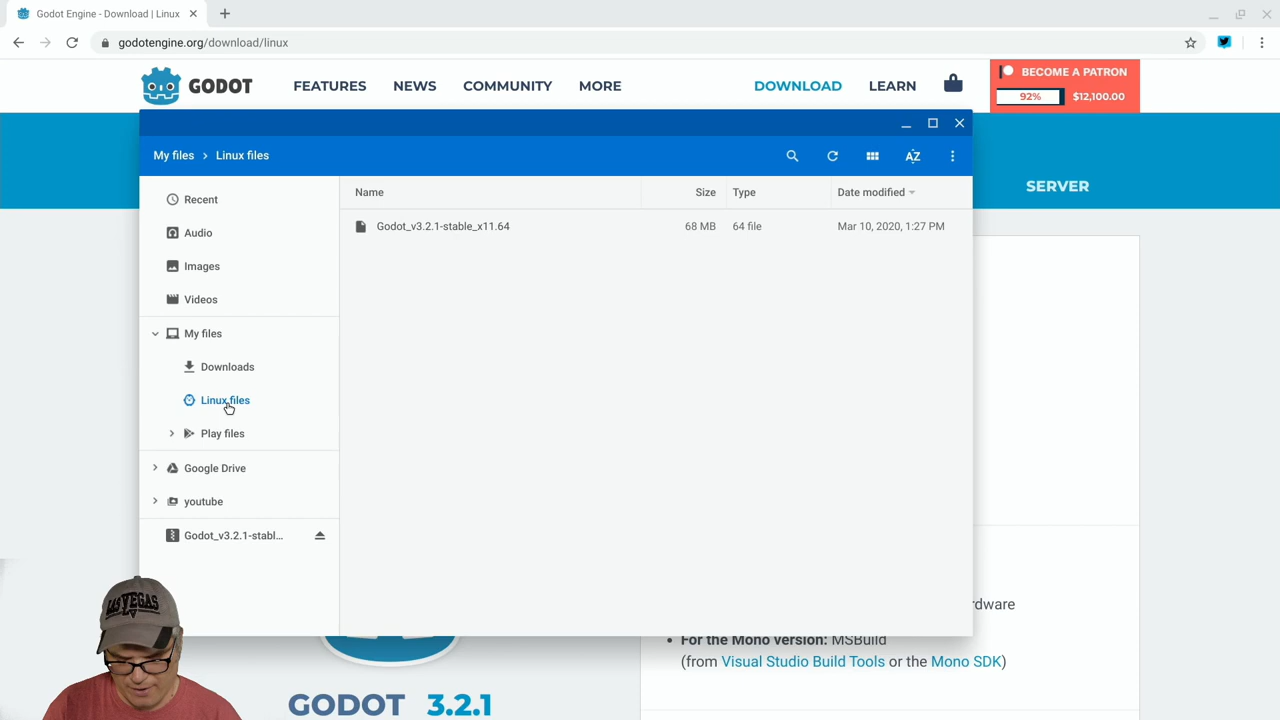 Godot Engine - Download | Linux
godotengine.org/download/linux
GODOT
FEATURES
NEWS
COMMUNITY
MORE
DOWNLOAD
LEARN
BECOME A PATRON
92%
$12,100.00
SERVER
My files
Linux files
AZ
Name
Size
Type
Date modified
Godot_v3.2.1-stable_x11.64
68 MB
64 file
Mar 10, 2020, 1:27 PM
Recent
Audio
Images
Videos
My files
Downloads
Linux files
Play files
Google Drive
youtube
Godot_v3.2.1-stabl...
rdware
For the Mono version: MSBuild
(from Visual Studio Build Tools or the Mono SDK)
GODOT 3.2.1
LAS VEGAS